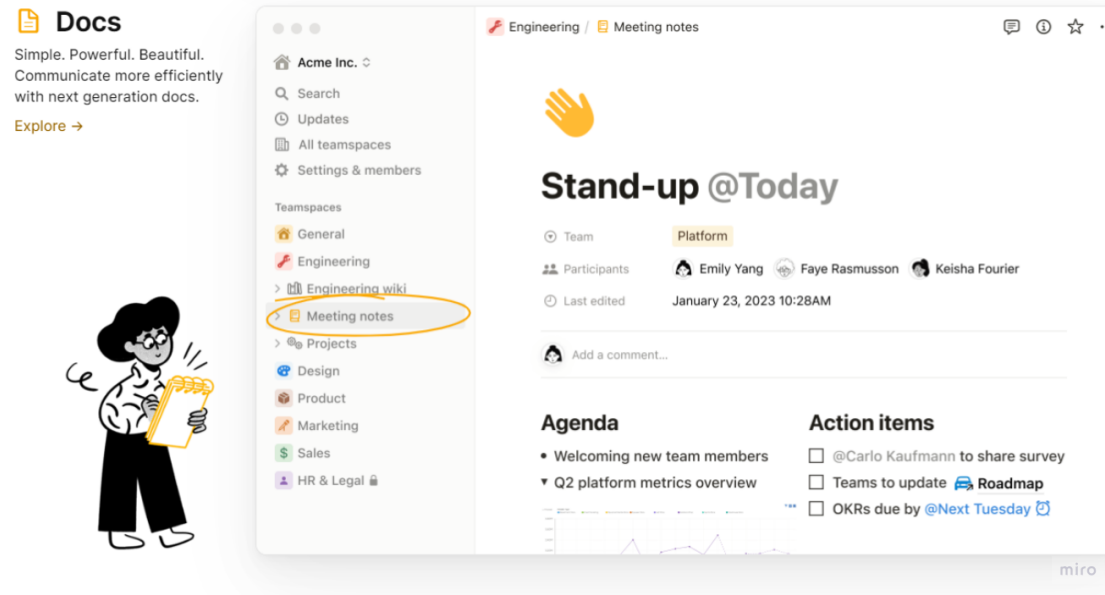 Docs
Simple. Powerful. Beautiful.
Communicate more efficiently
with next generation docs.
Explore →
Acme Inc.
Search
Updates
All teamspaces
Settings & members
Teamspaces
General
Engineering
Engineering wiki
Meeting notes
Projects
Design
Product
Marketing
Sales
HR & Legal
Engineering / Meeting notes
Stand-up @Today
Team Platform
Participants Emily Yang Faye Rasmusson Keisha Fourier
Last edited January 23, 2023 10:28AM
Add a comment...
Agenda
• Welcoming new team members
Q2 platform metrics overview
Action items
@Carlo Kaufmann to share survey
Teams to update Roadmap
OKRs due by @Next Tuesday
miro